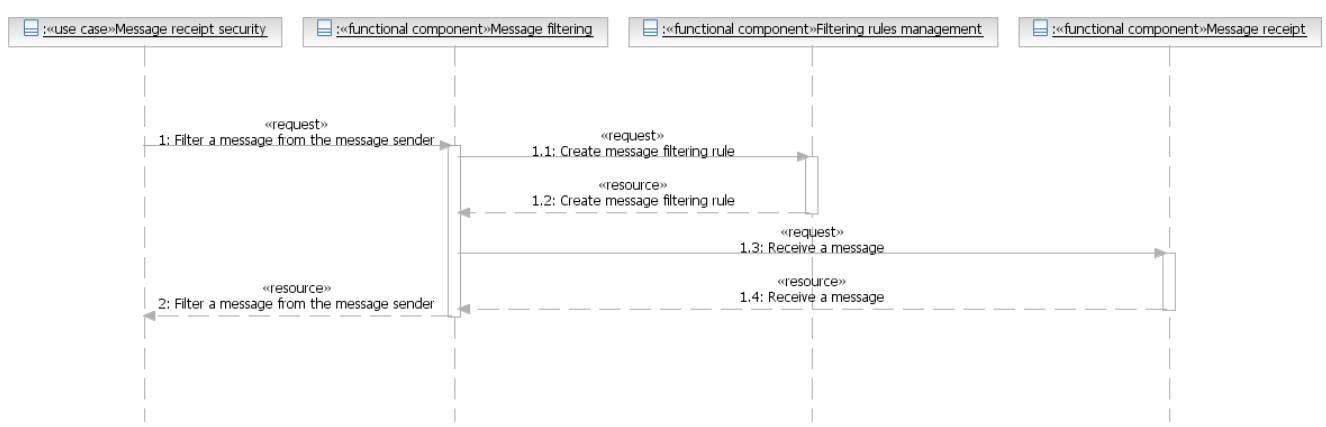 :«use case»Message receipt security
:«functional component»Message filtering
:«functional component»Filtering rules management
:«functional component»Message receipt
«request»
1: Filter a message from the message sender
«request»
1.1: Create message filtering rule
«resource»
1.2: Create message filtering rule
«request»
1.3: Receive a message
«resource»
1.4: Receive a message
«resource»
2: Filter a message from the message sender